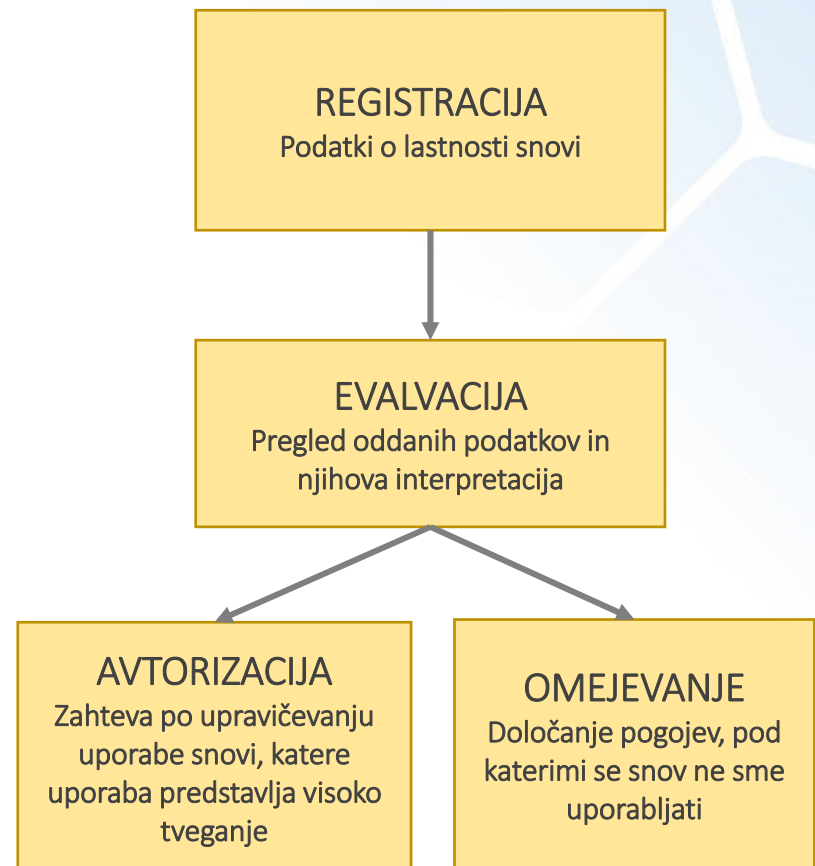 REGISTRACIJA
Podatki o lastnosti snovi
EVALVACIJA
Pregled oddanih podatkov in
njihova interpretacija
AVTORIZACIJA
Zahteva po upravičevanju
uporabe snovi, katere
uporaba predstavlja visoko
tveganje
OMEJEVANJE
Določanje pogojev, pod
katerimi se snov ne sme
uporabljati